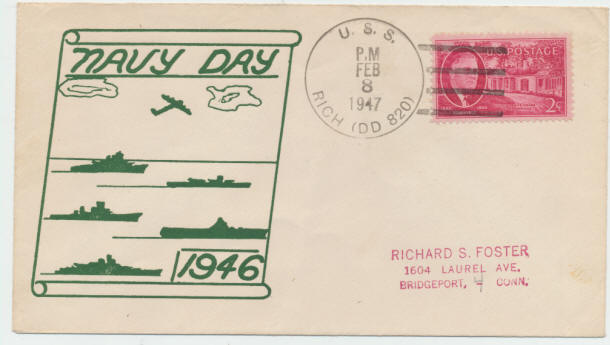 NAVY DAY
1946
U. S. S.
P.M
FEB
8
1947
RICH (DD 820)
POSTAGE
2¢
RICHARD S. FOSTER
1604 LAUREL AVE.
BRIDGEPORT, 4 CONN.